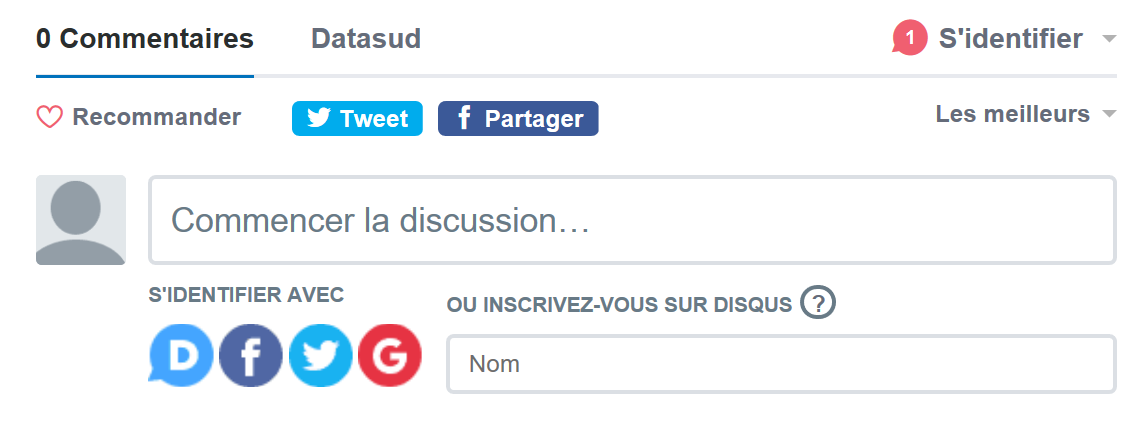 0 Commentaires Datasud 1 S'identifier
Recommander Tweet f Partager Les meilleurs
Commencer la discussion…
S'IDENTIFIER AVEC
OU INSCRIVEZ-VOUS SUR DISQUS ?
D f G
Nom